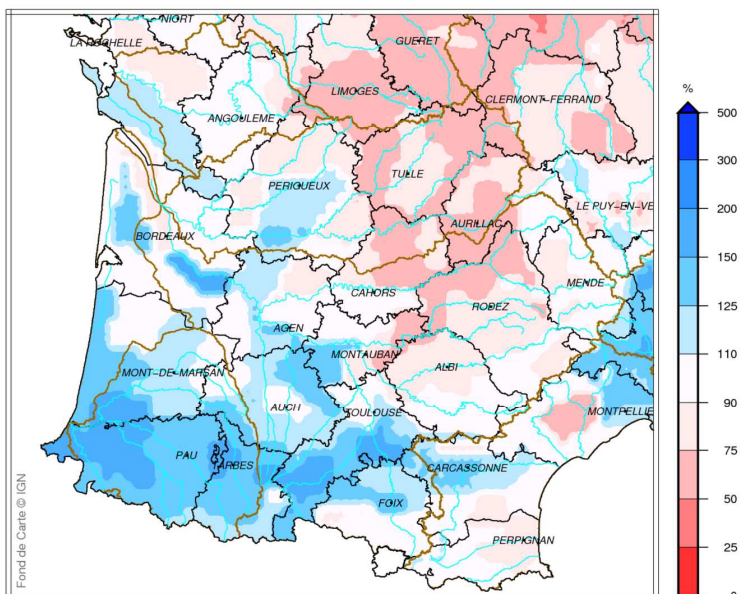 NIORT
LA ROCHELLE
GUERET
%
500
LIMOGES
CLERMONT-FERRAND
ANGOULEME
300
TULLE
PERIGUEUX
200
LE PUY-EN-VE
AURILLAC
BORDEAUX
150
MENDE
CAHORS
125
RODEZ
AGEN
MONTAUBAN
110
ALBI
MONT-DE-MARSAN
90
AUCH
TOULOUSE
MONTPELLIE
75
PAU
TARBES
CARCASSONNE
50
FOIX
25
PERPIGNAN
Fond de Carte © IGN